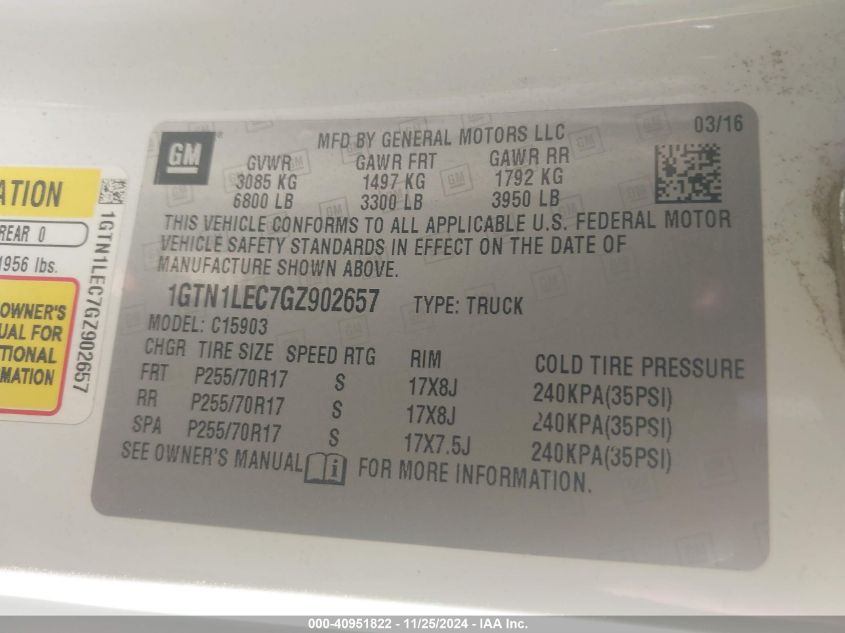 GM
MFD BY GENERAL MOTORS LLC
03/16
GVWR GAWR FRT GAWR RR
3085 KG 1497 KG 1792 KG
6800 LB 3300 LB 3950 LB
THIS VEHICLE CONFORMS TO ALL APPLICABLE U.S. FEDERAL MOTOR
VEHICLE SAFETY STANDARDS IN EFFECT ON THE DATE OF
MANUFACTURE SHOWN ABOVE.
1GTN1LEC7GZ902657 TYPE: TRUCK
MODEL: C15903
CHGR TIRE SIZE SPEED RTG RIM COLD TIRE PRESSURE
FRT P255/70R17 S 17X8J 240KPA(35PSI)
RR P255/70R17 S 17X8J 240KPA(35PSI)
SPA P255/70R17 S 17X7.5J 240KPA(35PSI)
SEE OWNER'S MANUAL FOR MORE INFORMATION.
REAR 0
1956 lbs.
OWNER'S
FOR
1GTN1LEC7GZ902657
000-40951822 - 11/25/2024 - IAA Inc.